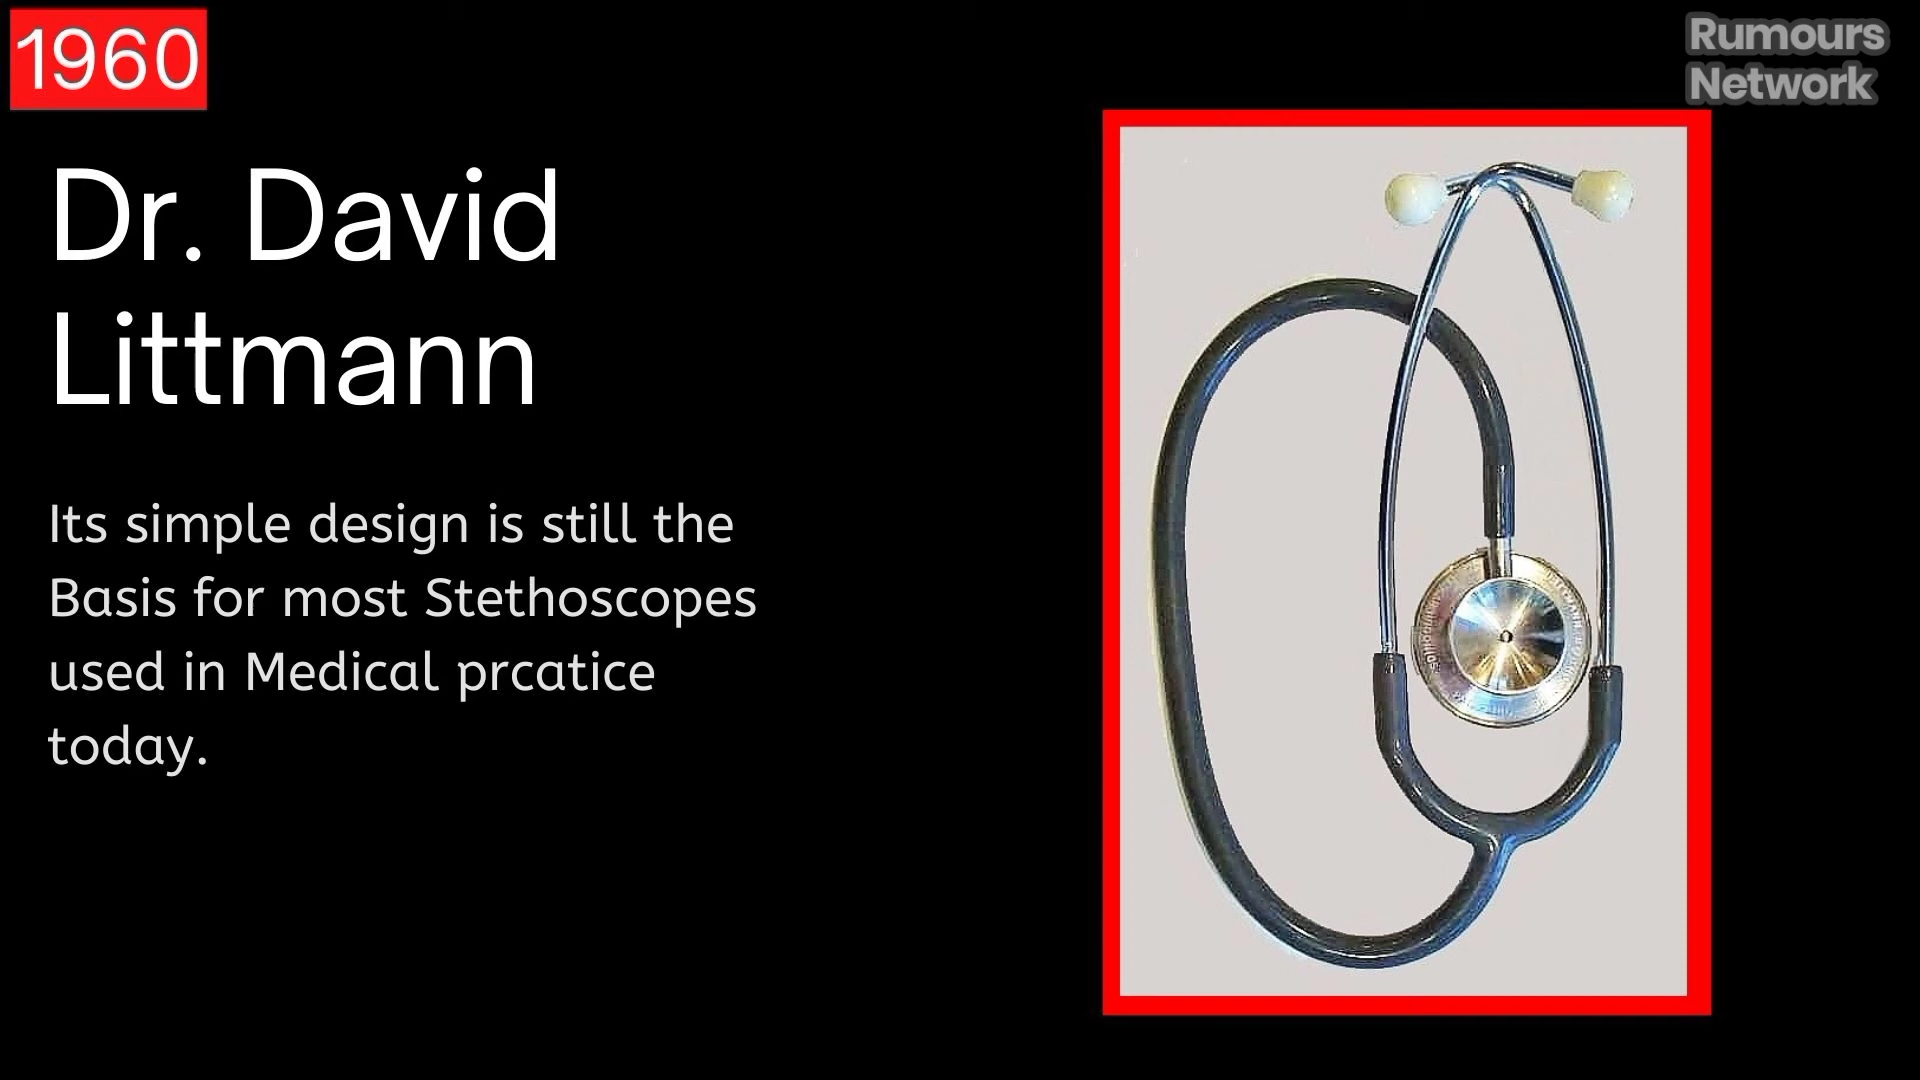 1960
Rumours
Network
Dr. David
Littmann
Its simple design is still the
Basis for most Stethoscopes
used in Medical prcatice
today.